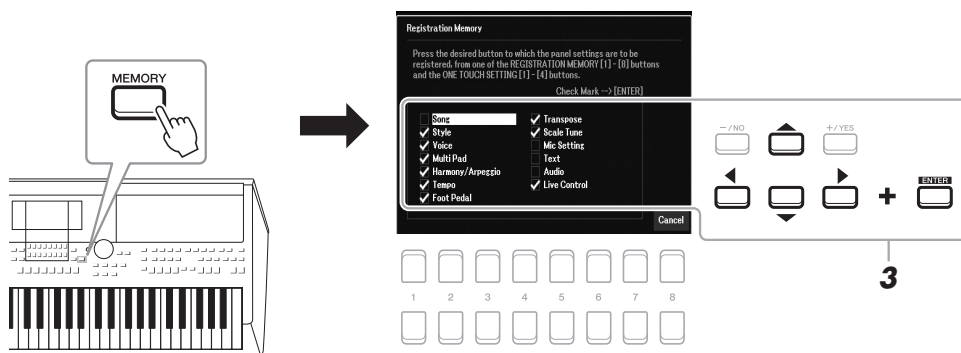 MEMORY
Registration Memory
Press the desired button to which the panel settings are to be
registered, from one of the REGISTRATION MEMORY [1] - [8] buttons
and the ONE TOUCH SETTING [1] - [4] buttons.
Check Mark --> [ENTER]
Song
Style
Voice
Multi Pad
Harmony/Arpeggio
Tempo
Foot Pedal
Transpose
Scale Tune
Mic Setting
Text
Audio
Live Control
Cancel
－/NO
+/YES
+
ENTER
3
1 2 3 4 5 6 7 8